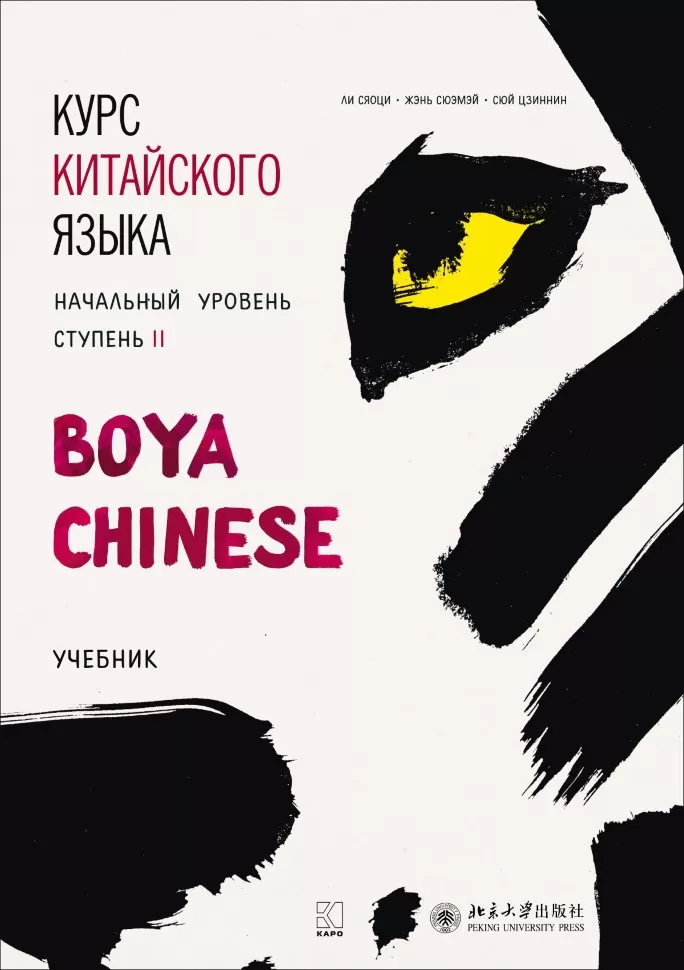 ЛИ СЯОЦИ · ЖЭНЬ СЮЭМЭЙ · СЮЙ ЦЗИННИН
КУРС
КИТАЙСКОГО
ЯЗЫКА
НАЧАЛЬНЫЙ УРОВЕНЬ
СТУПЕНЬ II
BOYA
CHINESE
УЧЕБНИК
КАРО
北京大学出版社
PEKING UNIVERSITY PRESS